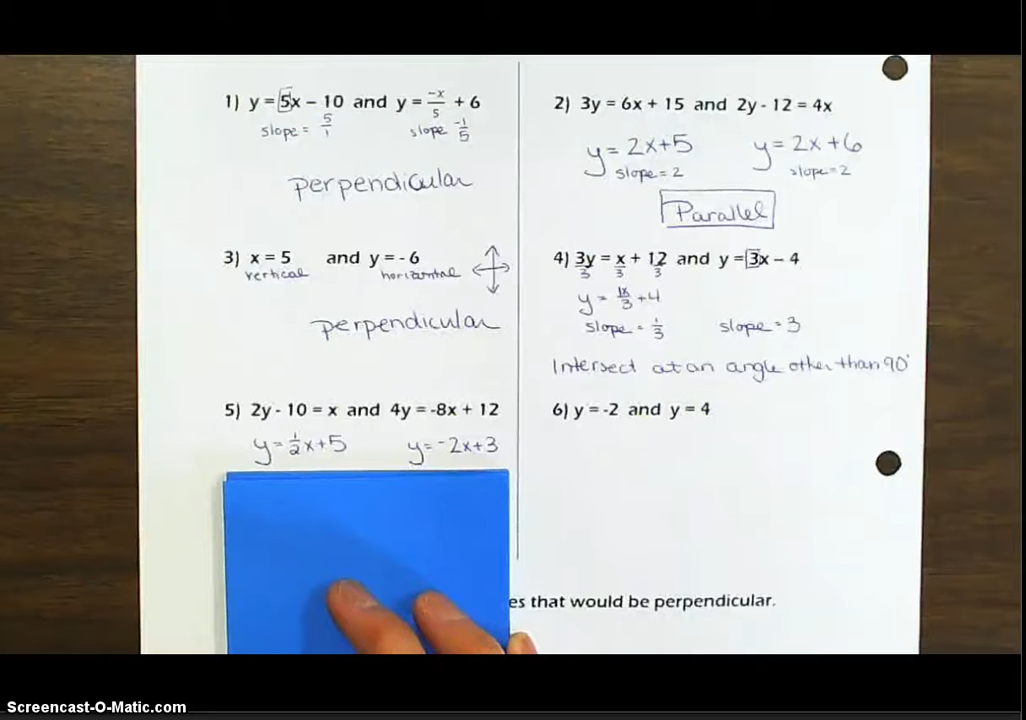 1) y = 5x – 10 and y = -x/5 + 6
slope = 5/1 slope -1/5
perpendicular
2) 3y = 6x + 15 and 2y - 12 = 4x
y = 2x+5 y = 2x +6
slope = 2 slope = 2
Parallel
3) x = 5 and y = - 6
vertical horizontal
perpendicular
4) 3y/3 = x/3 + 12/3 and y = 3x – 4
y = 1x/3 + 4
slope = 1/3 slope = 3
Intersect at an angle other than 90°
5) 2y - 10 = x and 4y = -8x + 12
y = 1/2x+5 y = -2x+3
6) y = -2 and y = 4
es that would be perpendicular.
Screencast-O-Matic.com